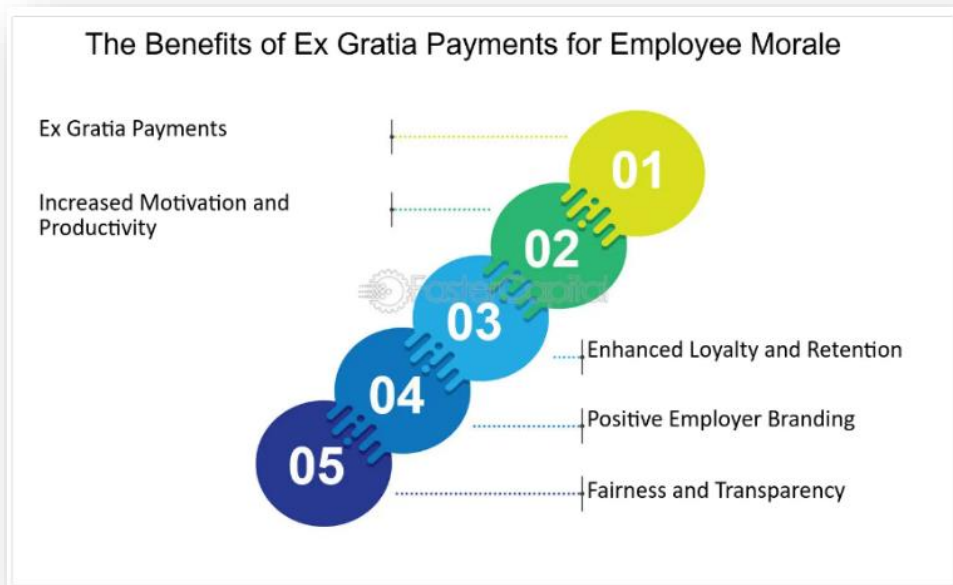 The Benefits of Ex Gratia Payments for Employee Morale
Ex Gratia Payments
01
Increased Motivation and
Productivity
02
FasterCapital
03
Enhanced Loyalty and Retention
04
Positive Employer Branding
05
Fairness and Transparency